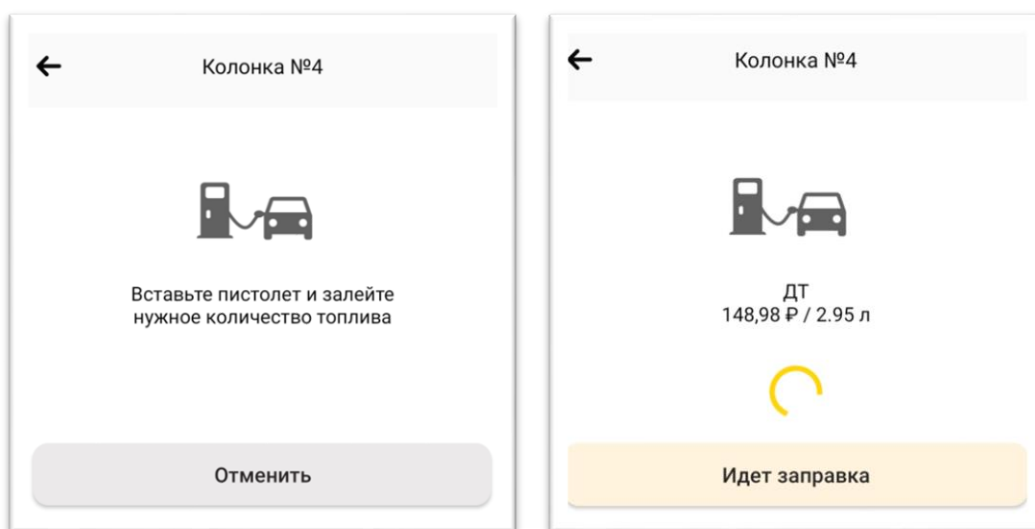 Колонка №4
Вставьте пистолет и залейте
нужное количество топлива
Отменить
Колонка №4
ДТ
148,98 ₽ / 2.95 л
Идет заправка